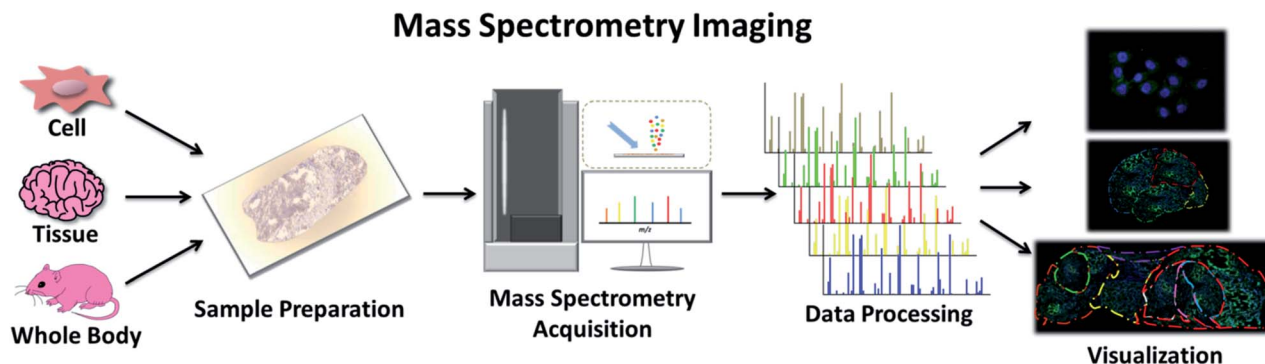 Mass Spectrometry Imaging
Cell
Tissue
Whole Body
Sample Preparation
m/z
Mass Spectrometry
Acquisition
Data Processing
Visualization